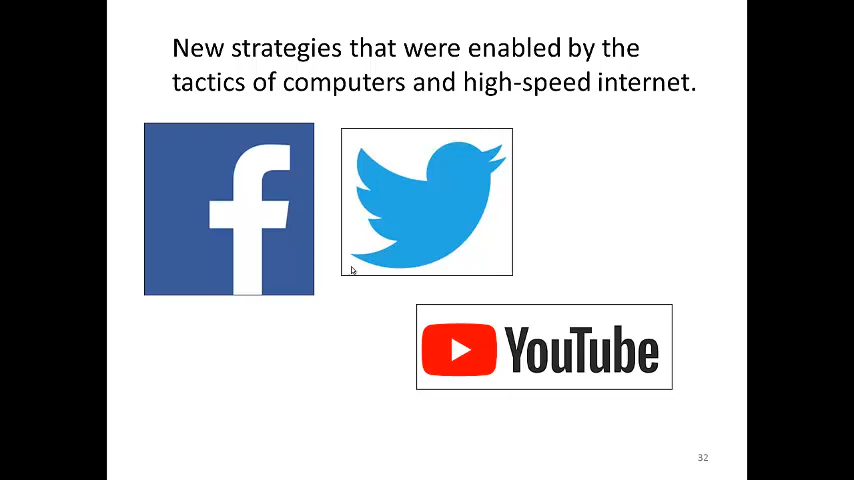 New strategies that were enabled by the
tactics of computers and high-speed internet.
f
YouTube
32